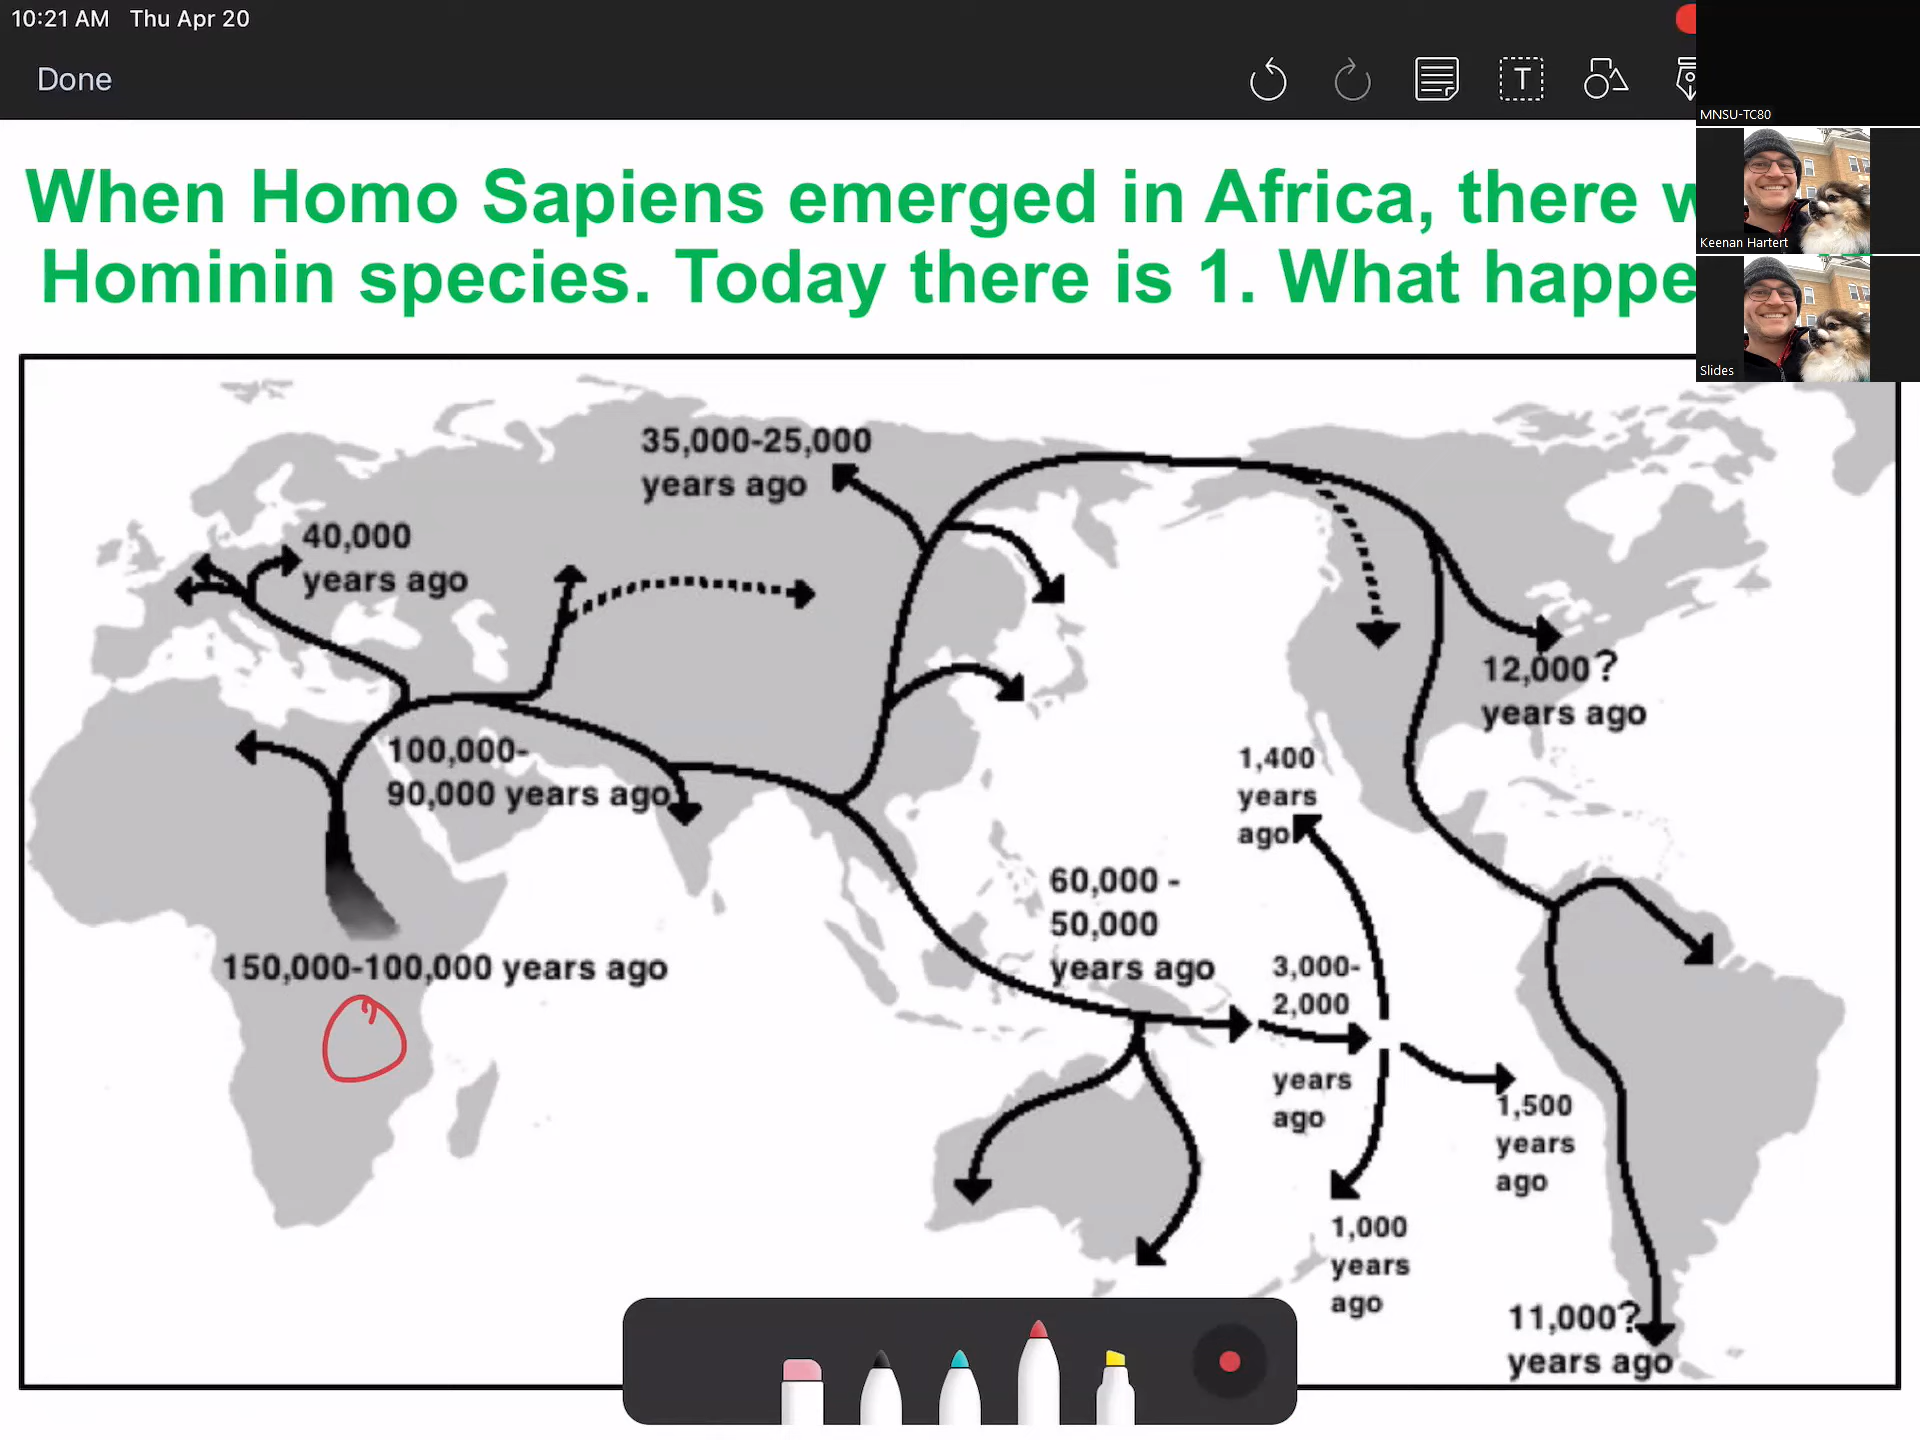 10:21 AM Thu Apr 20
Done
T
MNSU-TC80
Keenan Hartert
Slides
When Homo Sapiens emerged in Africa, there
Hominin species. Today there is 1. What
35,000-25,000
years ago
40,000
years ago
12,000?
years ago
100,000-
90,000 years ago
1,400
years
ago
60,000 -
50,000
years ago
150,000-100,000 years ago
3,000-
2,000
years
ago
1,500
years
ago
1,000
years
ago
11,000?
years ago